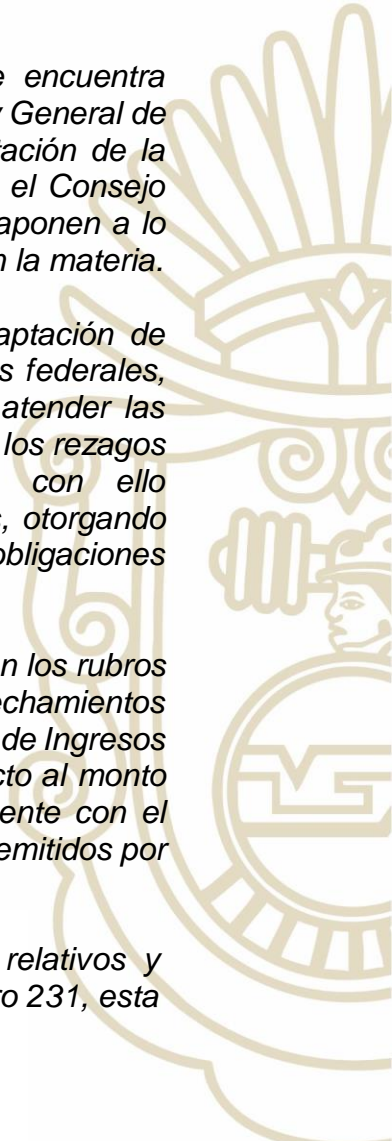 encuentra
General de
tación de la
el Consejo
aponen a lo
la materia.
aptación de
s federales,
atender las
los rezagos
con ello
, otorgando
obligaciones
n los rubros
echamientos
de Ingresos
cto al monto
ente con el
emitidos por
relativos y
ro 231, esta